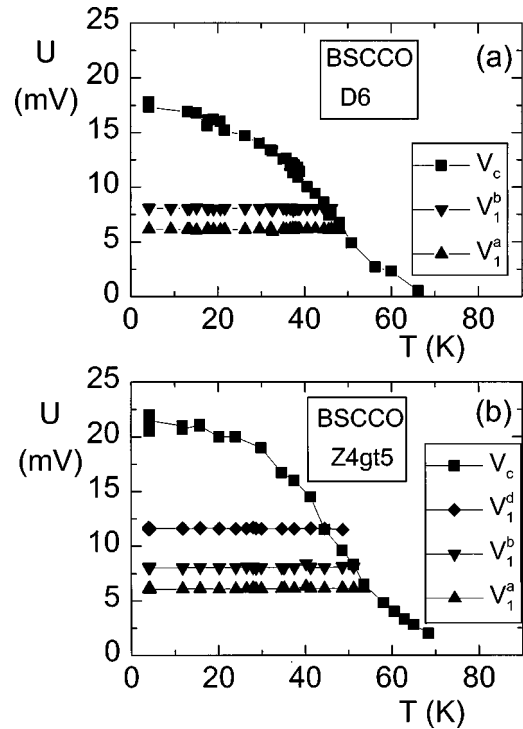 U
(mV)
25
20
15
10
5
0
BSCCO
D6
(a)
V_c
V_1^b
V_1^a
0 20 40 60 80
T (K)
U
(mV)
25
20
15
10
5
0
BSCCO
Z4gt5
(b)
V_c
V_1^d
V_1^b
V_1^a
0 20 40 60 80
T (K)